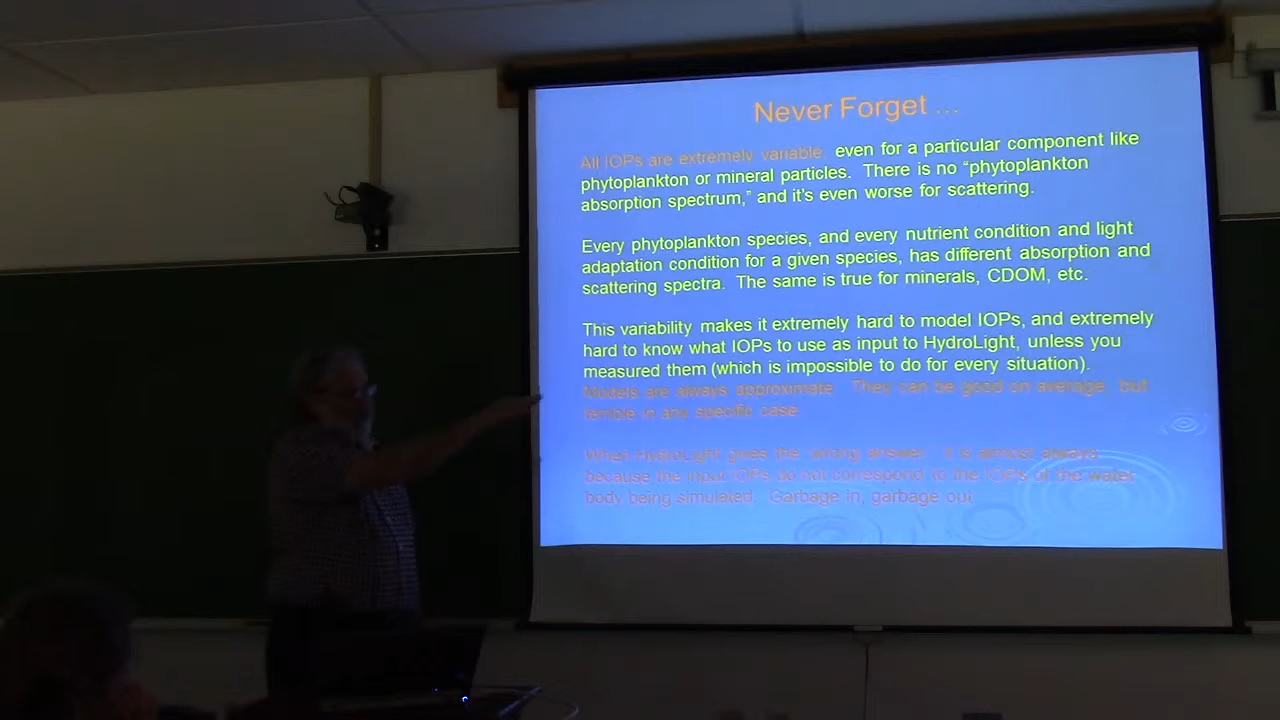 Never Forget ...
All IOPs are extremely variable, even for a particular component like
phytoplankton or mineral particles. There is no “phytoplankton
absorption spectrum,” and it’s even worse for scattering.
Every phytoplankton species, and every nutrient condition and light
adaptation condition for a given species, has different absorption and
scattering spectra. The same is true for minerals, CDOM, etc.
This variability makes it extremely hard to model IOPs, and extremely
hard to know what IOPs to use as input to HydroLight, unless you
measured them (which is impossible to do for every situation).
Models are always approximate. They can be good on average, but
terrible in any specific case.
When HydroLight gives the “wrong answer,” it is almost always
because the input IOPs do not correspond to the IOPs of the water
body being simulated. Garbage in, garbage out.